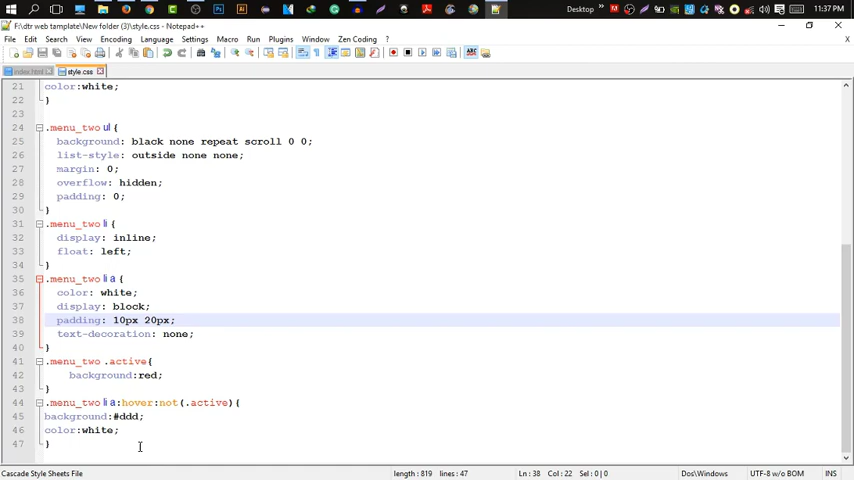 Desktop
11:37 PM
F:\dtr web tamplate\New folder (3)\style.css - Notepad++
File Edit Search View Encoding Language Settings Macro Run Plugins Window Zen Coding ?
index.html style.css
21 color:white;
22 }
23
24 .menu_two ul{
25 background: black none repeat scroll 0 0;
26 list-style: outside none none;
27 margin: 0;
28 overflow: hidden;
29 padding: 0;
30 }
31 .menu_two li {
32 display: inline;
33 float: left;
34 }
35 .menu_two li a {
36 color: white;
37 display: block;
38 padding: 10px 20px;
39 text-decoration: none;
40 }
41 .menu_two .active{
42 background:red;
43 }
44 .menu_two li a:hover:not(.active){
45 background:#ddd;
46 color:white;
47 }
Cascade Style Sheets File length : 819 lines : 47 Ln : 38 Col : 22 Sel : 0 | 0 Dos\Windows UTF-8 w/o BOM INS